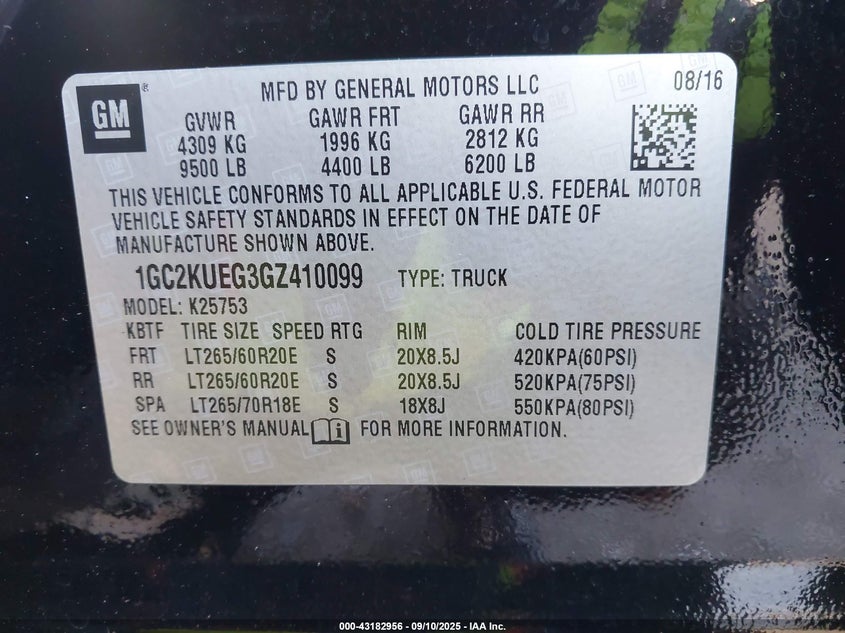 GM ®
MFD BY GENERAL MOTORS LLC 08/16
GVWR GAWR FRT GAWR RR
4309 KG 1996 KG 2812 KG
9500 LB 4400 LB 6200 LB
THIS VEHICLE CONFORMS TO ALL APPLICABLE U.S. FEDERAL MOTOR
VEHICLE SAFETY STANDARDS IN EFFECT ON THE DATE OF
MANUFACTURE SHOWN ABOVE.
1GC2KUEG3GZ410099 TYPE: TRUCK
MODEL: K25753
KBTF TIRE SIZE SPEED RTG RIM COLD TIRE PRESSURE
FRT LT265/60R20E S 20X8.5J 420KPA(60PSI)
RR LT265/60R20E S 20X8.5J 520KPA(75PSI)
SPA LT265/70R18E S 18X8J 550KPA(80PSI)
SEE OWNER'S MANUAL i FOR MORE INFORMATION.
000-43182956 - 09/10/2025 - IAA Inc.